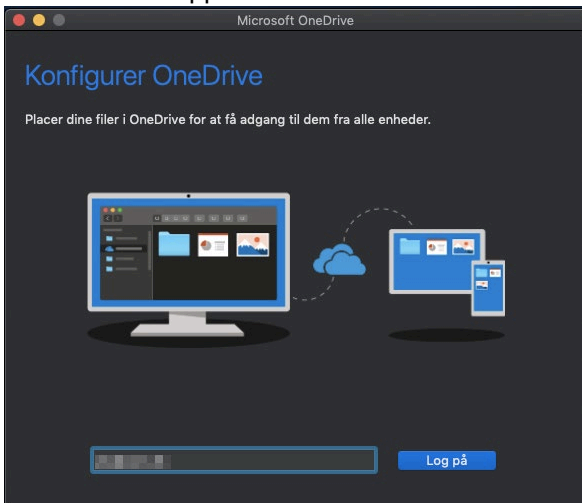 Microsoft OneDrive
Konfigurer OneDrive
Placer dine filer i OneDrive for at få adgang til dem fra alle enheder.
Log på